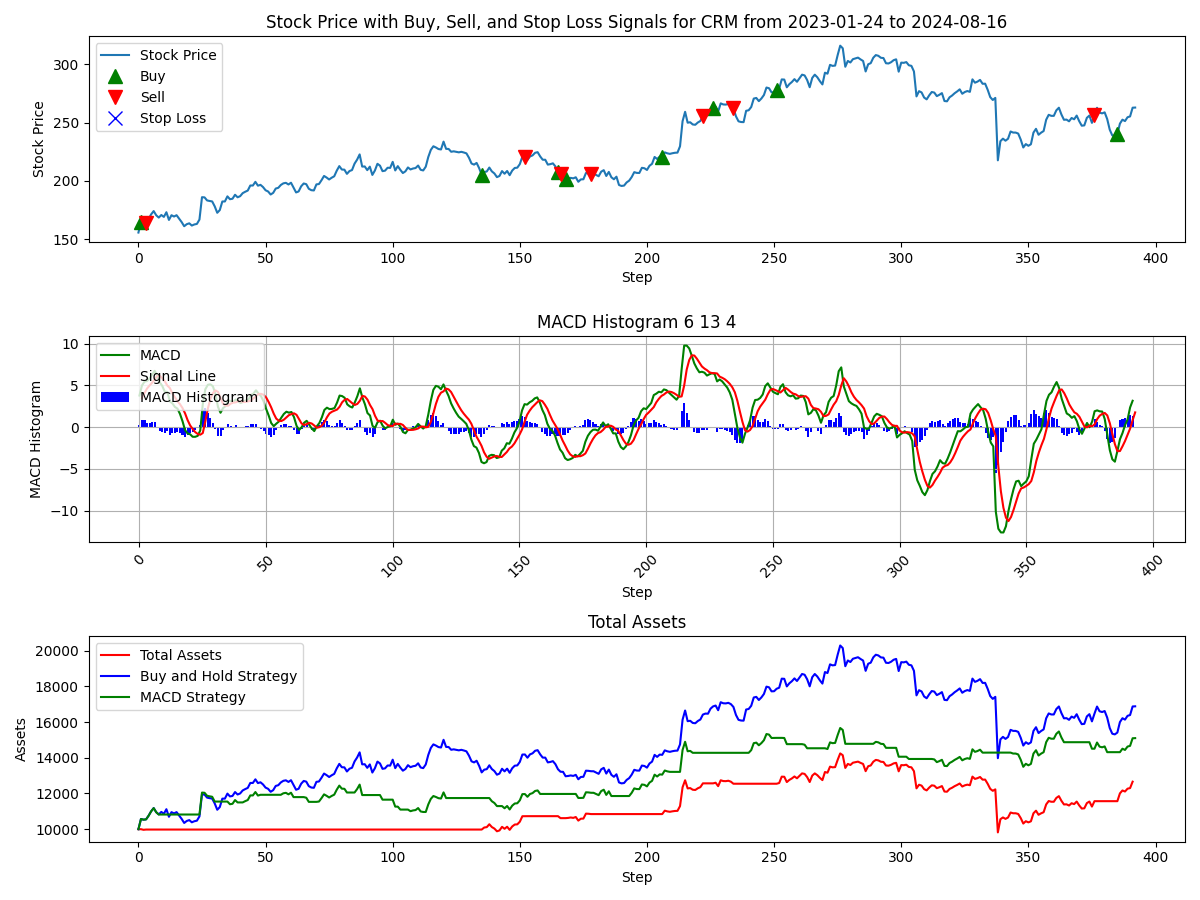 Stock Price with Buy, Sell, and Stop Loss Signals for CRM from 2023-01-24 to 2024-08-16
Stock Price
300
250
200
150
Stock Price
Buy
Sell
Stop Loss
0 50 100 150 200 250 300 350 400
Step
MACD Histogram 6 13 4
MACD Histogram
10
5
0
−5
−10
MACD
Signal Line
MACD Histogram
0 50 100 150 200 250 300 350 400
Step
Total Assets
Assets
20000
18000
16000
14000
12000
10000
Total Assets
Buy and Hold Strategy
MACD Strategy
0 50 100 150 200 250 300 350 400
Step